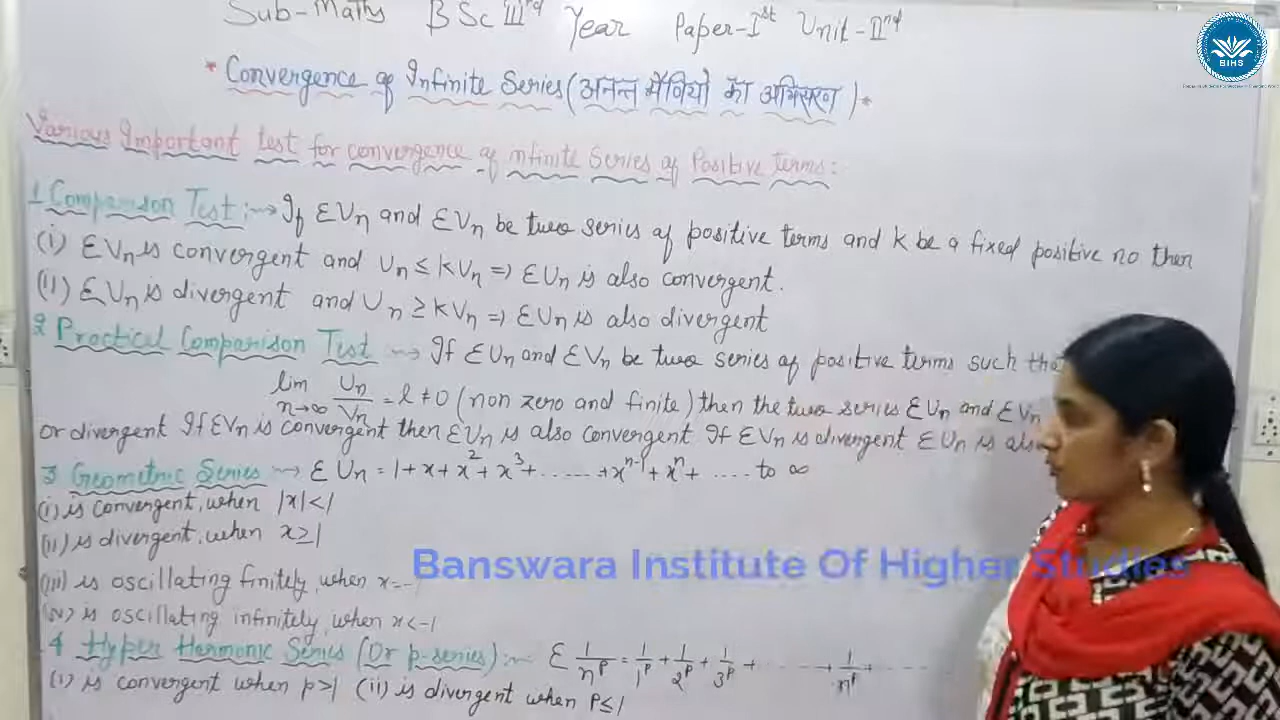 Sub-Maths BSc IIIrd Year Paper-Ist Unit-IInd
* Convergence of Infinite Series (अनन्त श्रेणियो का अभिसरण) *
Various Important test for convergence of infinite Series of Positive terms:
1 Comparison Test:→ If ΣUn and ΣVn be two series of positive terms and k be a fixed positive no then
(i) ΣVn is convergent and Un ≤ kVn ⇒ ΣUn is also convergent.
(ii) ΣVn is divergent and Un ≥ kVn ⇒ ΣUn is also divergent
2 Practical Comparison Test → If ΣUn and ΣVn be two series of positive terms such
lim n→∞ Un/Vn = l ≠ 0 (non zero and finite) then the two series ΣUn and ΣVn
or divergent If ΣVn is convergent then ΣUn is also convergent If ΣVn is divergent ΣUn is
3 Geometric Series → ΣUn = 1+x+x²+x³+......+xⁿ⁻¹+xⁿ+.... to ∞
(i) is convergent, when |x|<1
(ii) is divergent, when x≥1
(iii) is oscillating finitely, when x=-1
(iv) is oscillating infinitely, when x<-1
4 Hyper Harmonic Series (Or p-series):- Σ 1/nᵖ = 1/1ᵖ + 1/2ᵖ + 1/3ᵖ + ...... + 1/nᵖ + ....
(i) is convergent when p>1 (ii) is divergent when P≤1
Banswara Institute Of Higher Studies
BIHS